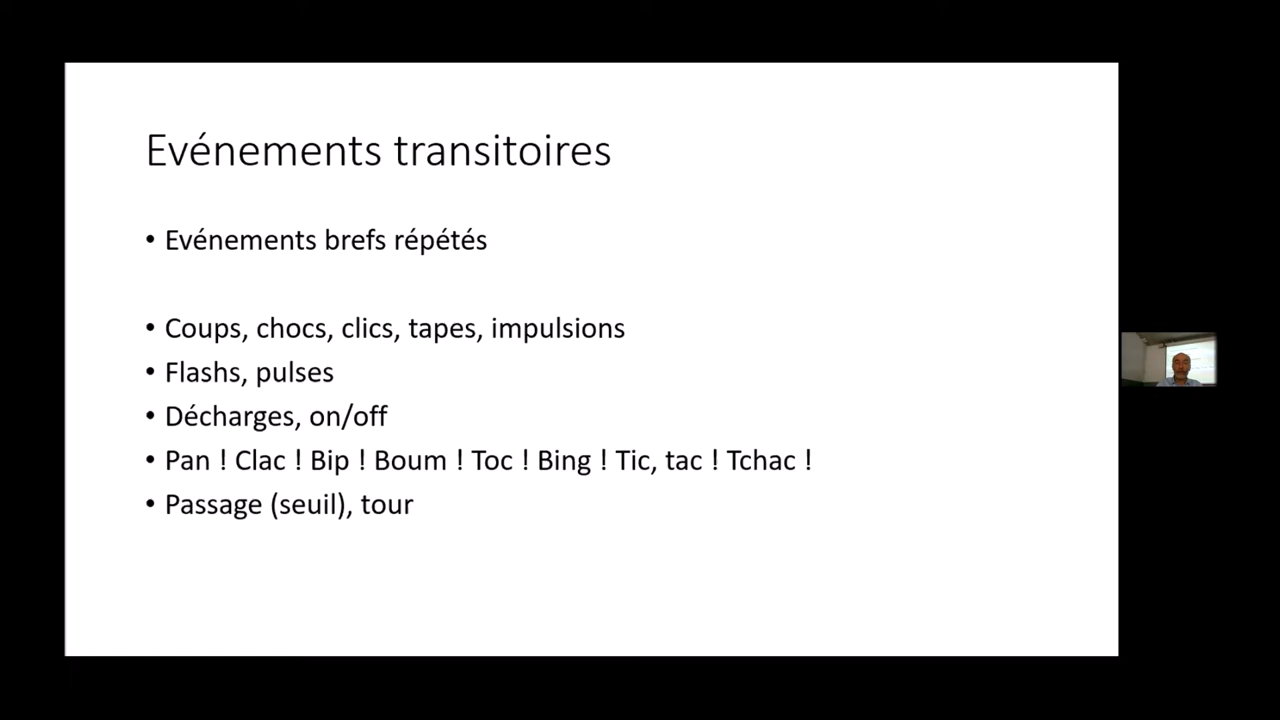 Evénements transitoires
• Evénements brefs répétés
• Coups, chocs, clics, tapes, impulsions
• Flashs, pulses
• Décharges, on/off
• Pan ! Clac ! Bip ! Boum ! Toc ! Bing ! Tic, tac ! Tchac !
• Passage (seuil), tour